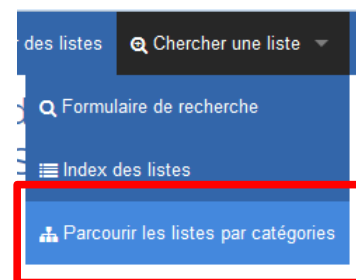 des listes Chercher une liste
Formulaire de recherche
Index des listes
Parcourir les listes par catégories